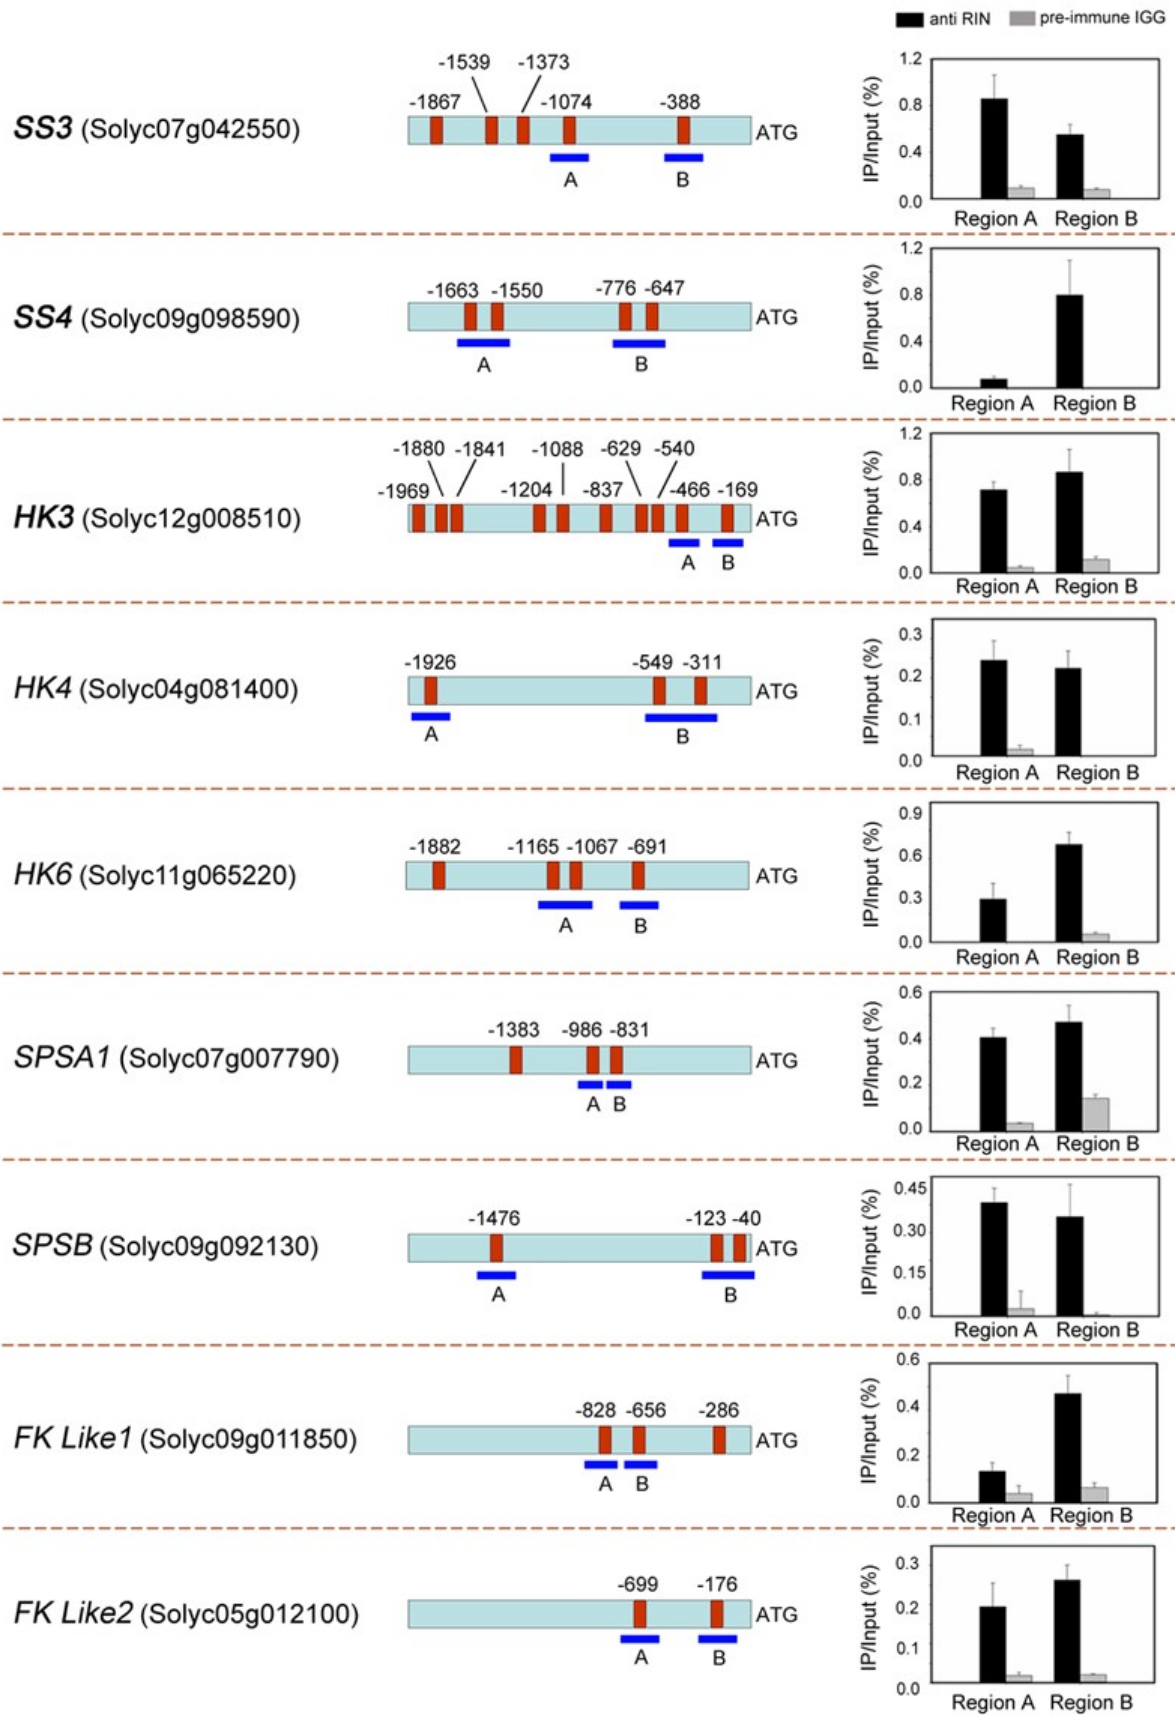 anti RIN pre-immune IGG
-1539 -1373
-1867 -1074 -388
SS3 (Solyc07g042550) ATG
A B
IP/Input (%)
1.2
0.8
0.4
0.0
Region A Region B
-1663 -1550 -776 -647
SS4 (Solyc09g098590) ATG
A B
IP/Input (%)
1.2
0.8
0.4
0.0
Region A Region B
-1880 -1841 -1088 -629 -540
-1969 -1204 -837 -466 -169
HK3 (Solyc12g008510) ATG
A B
IP/Input (%)
1.2
0.8
0.4
0.0
Region A Region B
-1926 -549 -311
HK4 (Solyc04g081400) ATG
A B
IP/Input (%)
0.3
0.2
0.1
0.0
Region A Region B
-1882 -1165 -1067 -691
HK6 (Solyc11g065220) ATG
A B
IP/Input (%)
0.9
0.6
0.3
0.0
Region A Region B
-1383 -986 -831
SPSA1 (Solyc07g007790) ATG
A B
IP/Input (%)
0.6
0.4
0.2
0.0
Region A Region B
-1476 -123 -40
SPSB (Solyc09g092130) ATG
A B
IP/Input (%)
0.45
0.30
0.15
0.0
Region A Region B
-828 -656 -286
FK Like1 (Solyc09g011850) ATG
A B
IP/Input (%)
0.6
0.4
0.2
0.0
Region A Region B
-699 -176
FK Like2 (Solyc05g012100) ATG
A B
IP/Input (%)
0.3
0.2
0.1
0.0
Region A Region B